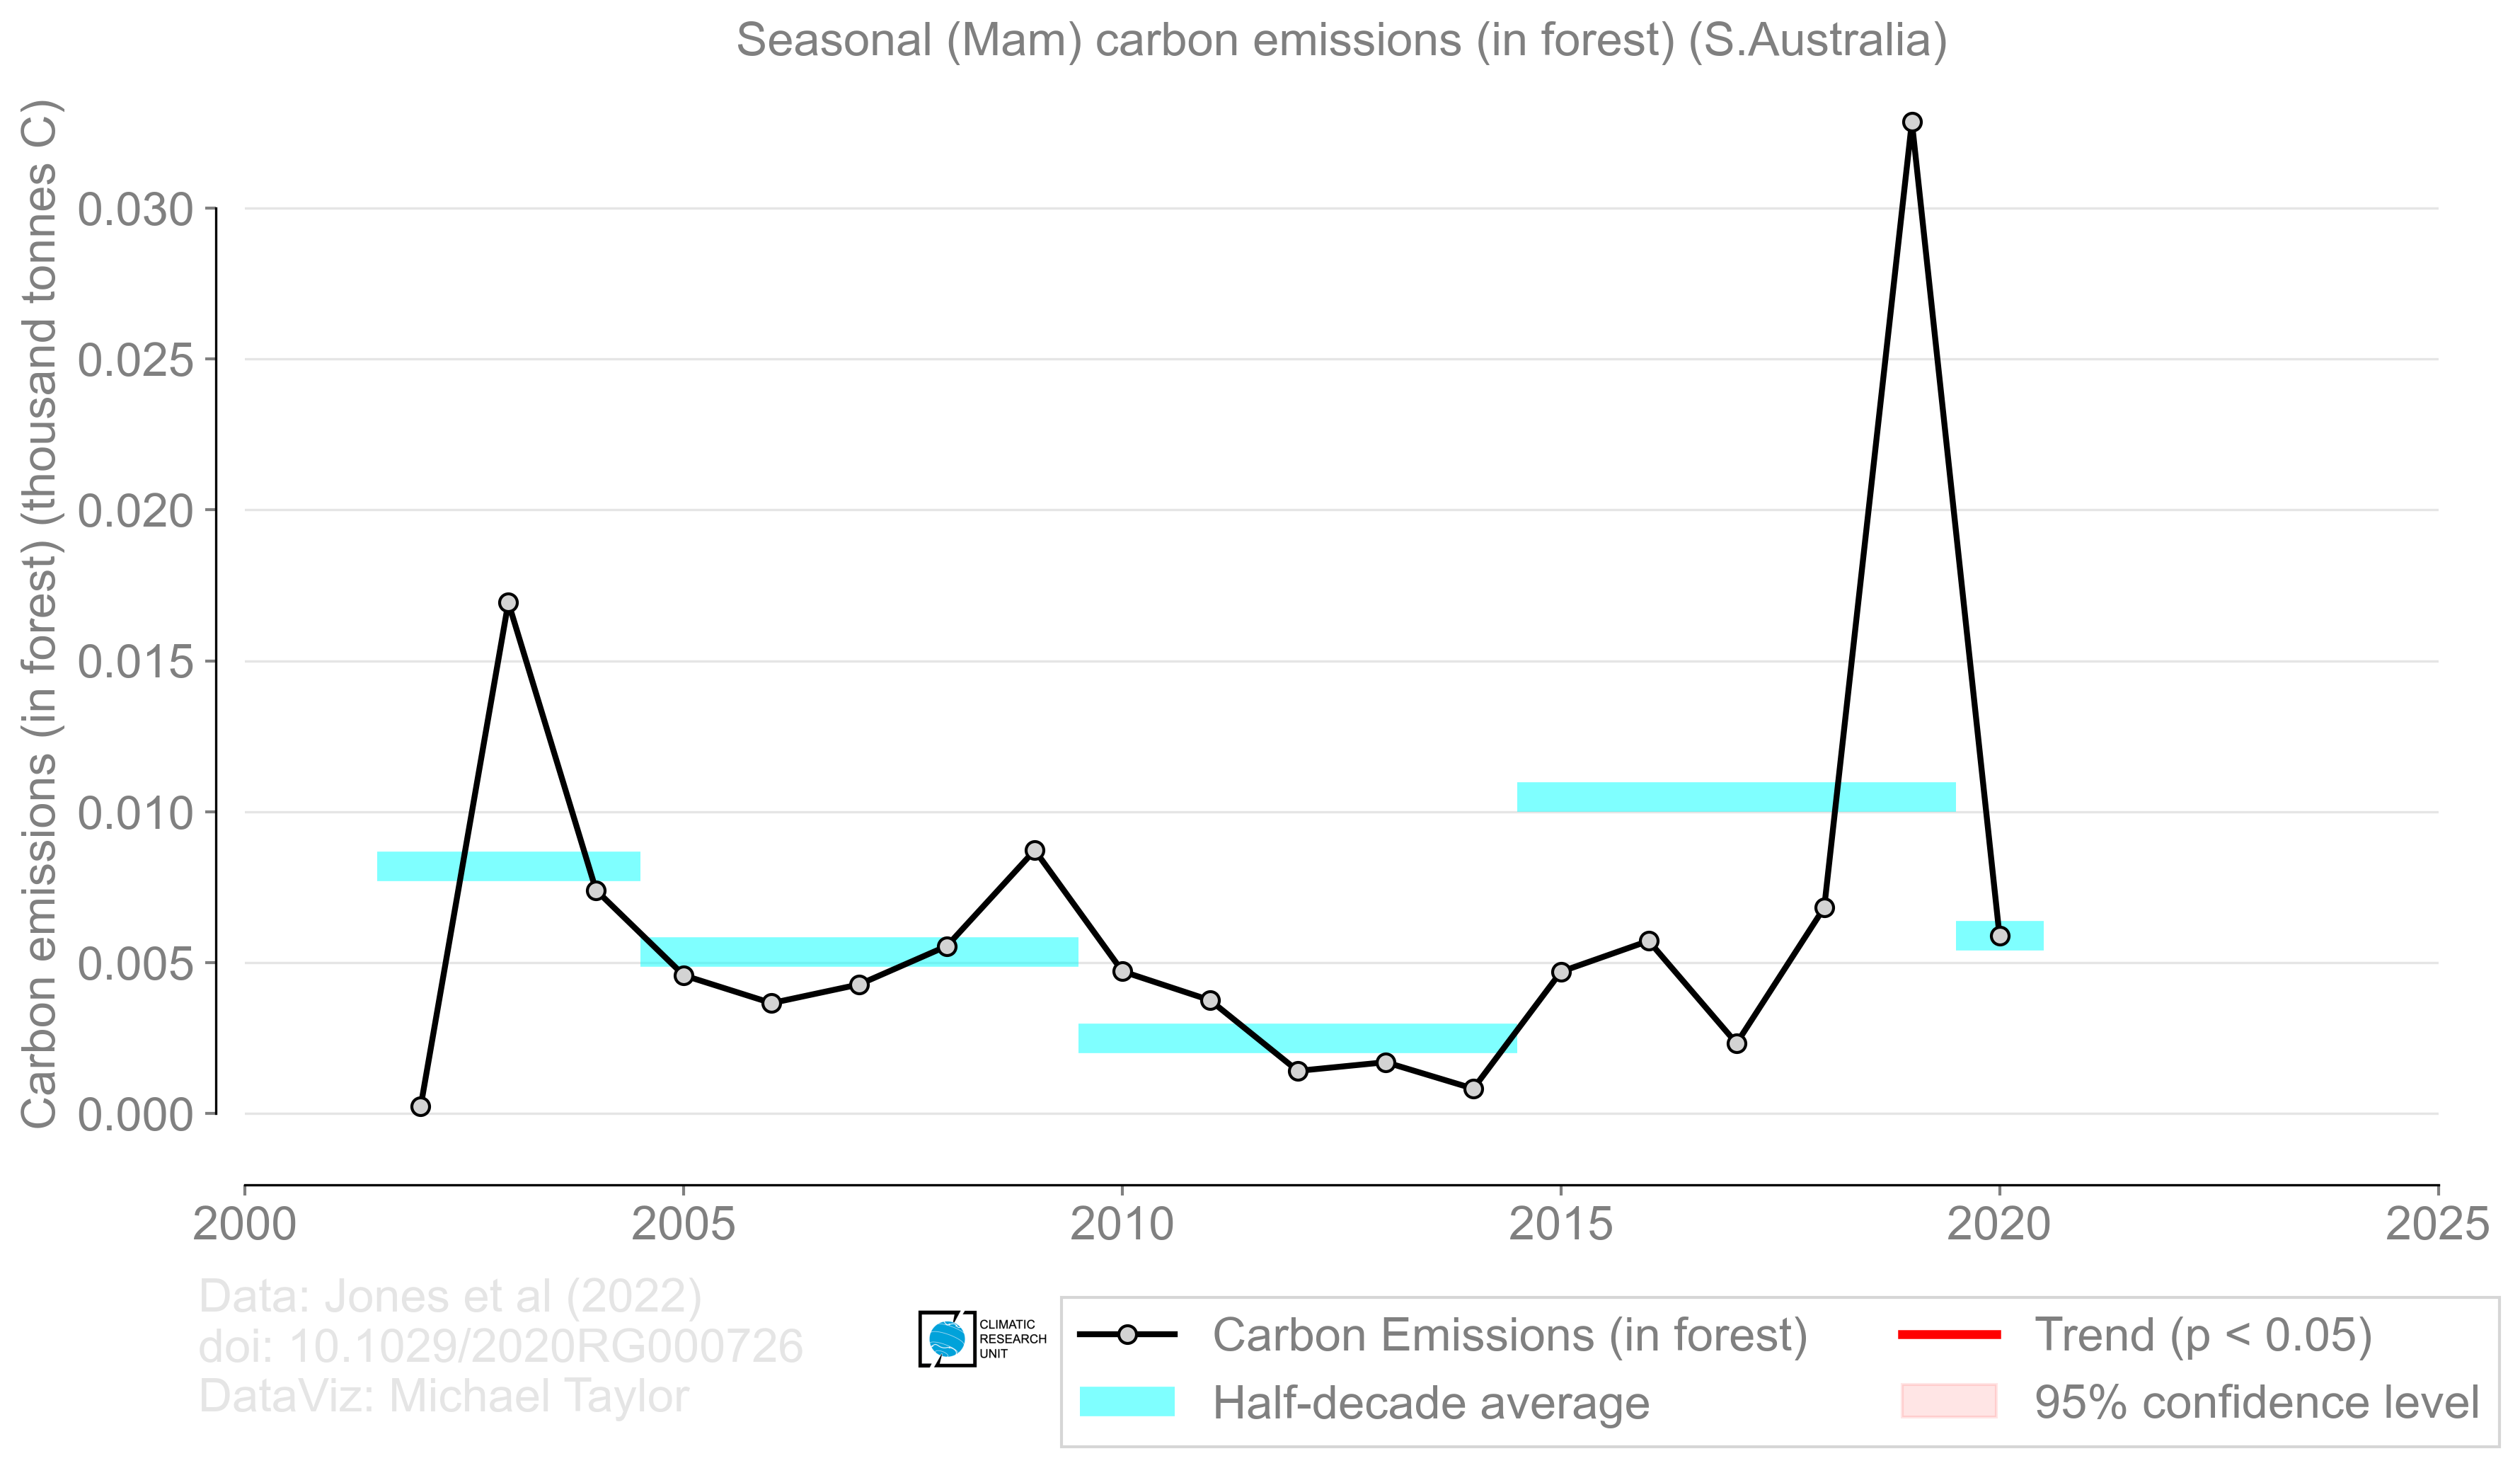 Seasonal (Mam) carbon emissions (in forest) (S.Australia)
Carbon emissions (in forest) (thousand tonnes C)
0.030
0.025
0.020
0.015
0.010
0.005
0.000
2000
2005
2010
2015
2020
2025
Data: Jones et al (2022)
doi: 10.1029/2020RG000726
DataViz: Michael Taylor
CLIMATIC
RESEARCH
UNIT
Carbon Emissions (in forest)
Half-decade average
Trend (p < 0.05)
95% confidence level